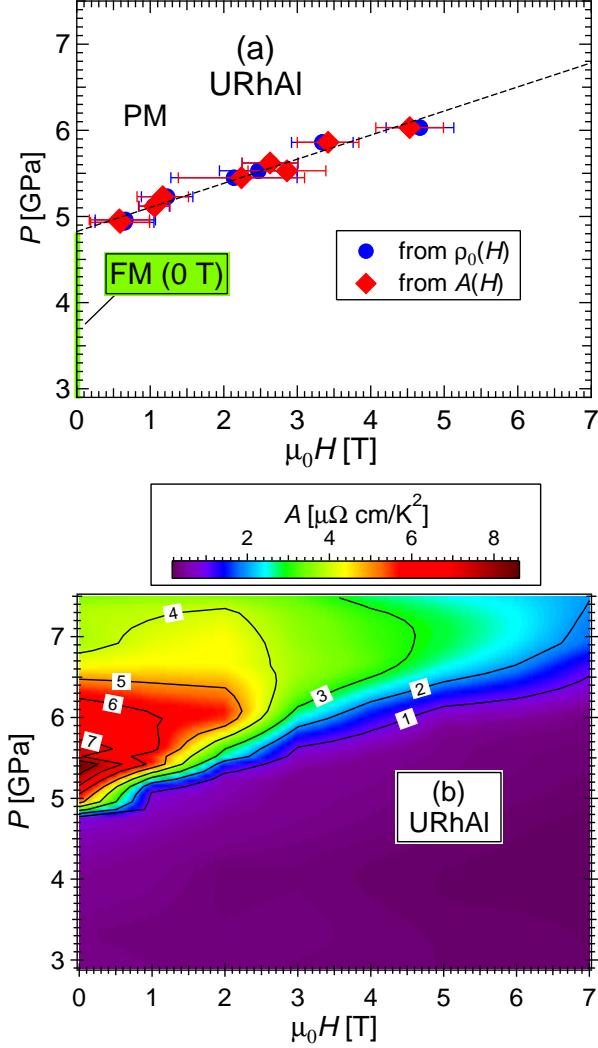 7
6
5
4
3
P [GPa]
(a)
URhAl
PM
FM (0 T)
from ρ₀(H)
from A(H)
0 1 2 3 4 5 6 7
μ₀H [T]
A [μΩ cm/K²]
2 4 6 8
7
6
5
4
3
P [GPa]
4
5
6
7
3
2
1
(b)
URhAl
0 1 2 3 4 5 6 7
μ₀H [T]